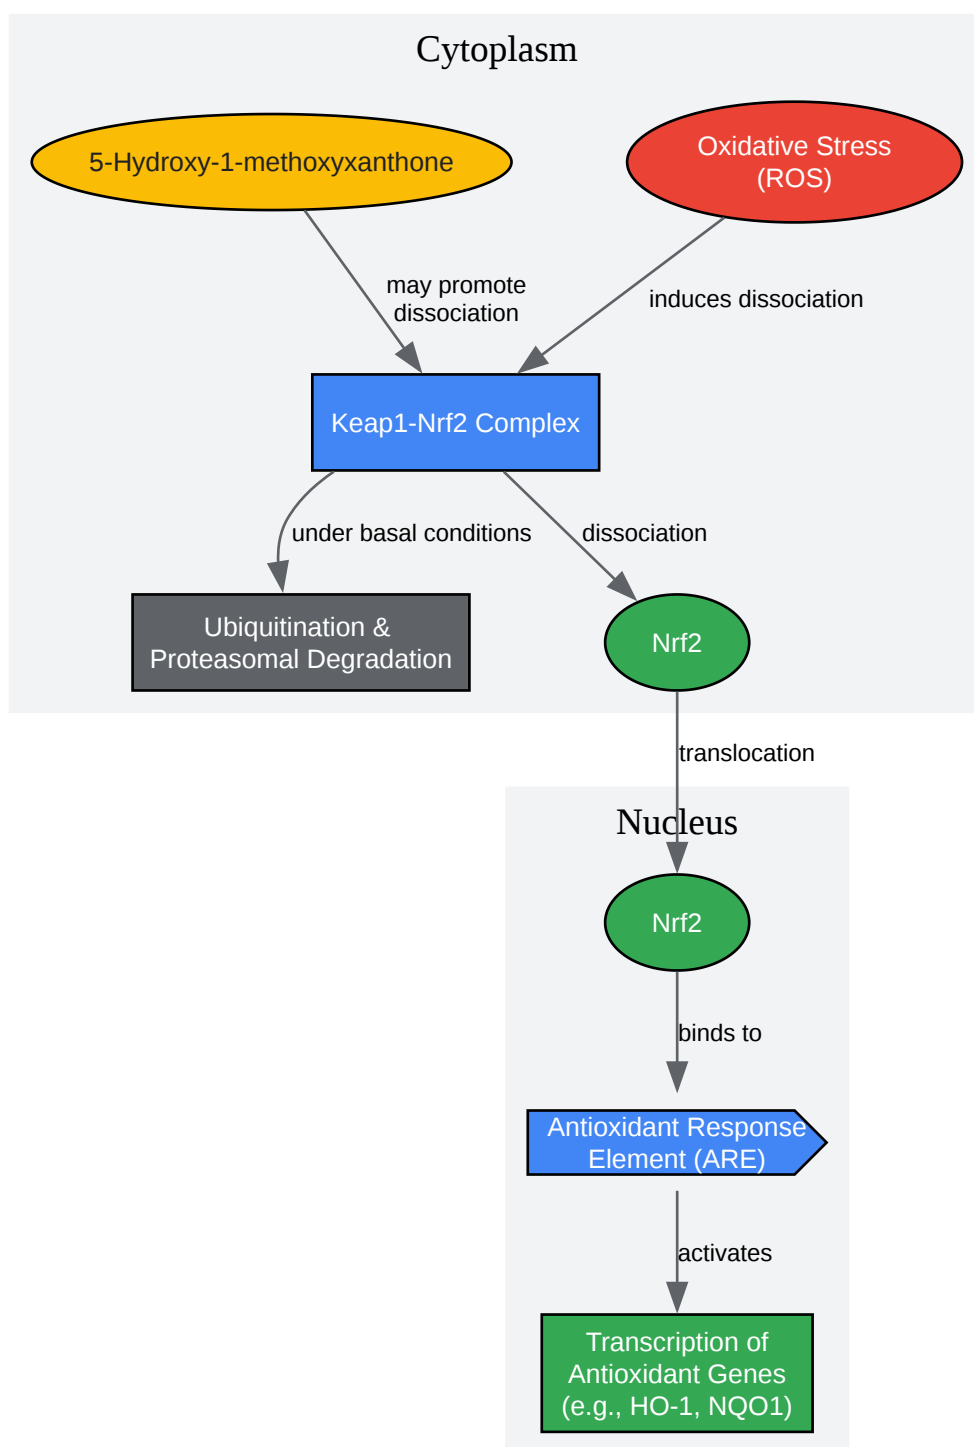 Cytoplasm
5-Hydroxy-1-methoxyxanthone
Oxidative Stress
(ROS)
may promote
dissociation
induces dissociation
Keap1-Nrf2 Complex
under basal conditions
dissociation
Ubiquitination &
Proteasomal Degradation
Nrf2
translocation
Nucleus
Nrf2
binds to
Antioxidant Response
Element (ARE)
activates
Transcription of
Antioxidant Genes
(e.g., HO-1, NQO1)